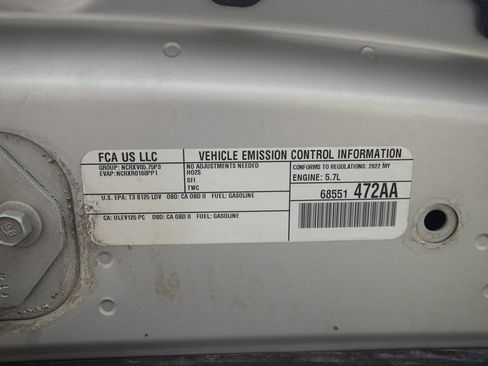 FCA US LLC
VEHICLE EMISSION CONTROL INFORMATION
GROUP: NCRXV05.75P3
EVAP: NCRXR0168PP1
NO ADJUSTMENTS NEEDED
HO2S
SFI
TWC
CONFORMS TO REGULATIONS: 2022 MY
ENGINE: 5.7L
68551 472AA
U.S. EPA: T3 B125 LDV OBD: CA OBD II FUEL: GASOLINE
CA: ULEV125 PC OBD: CA OBD II FUEL: GASOLINE